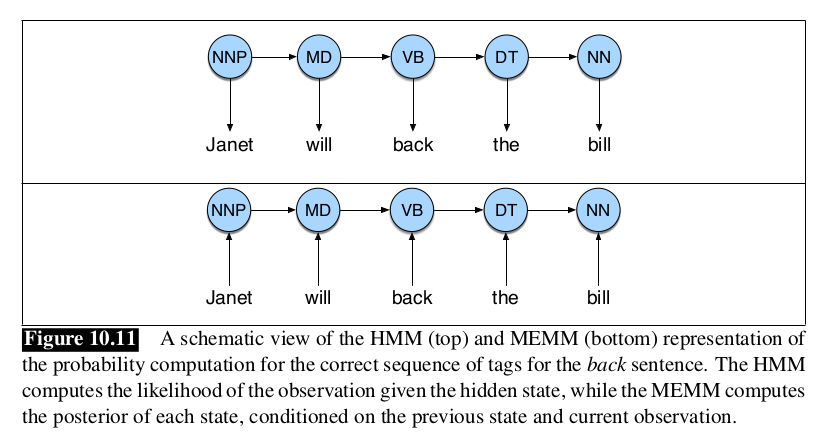 NNP MD VB DT NN
Janet will back the bill
NNP MD VB DT NN
Janet will back the bill
Figure 10.11 A schematic view of the HMM (top) and MEMM (bottom) representation of
the probability computation for the correct sequence of tags for the back sentence. The HMM
computes the likelihood of the observation given the hidden state, while the MEMM computes
the posterior of each state, conditioned on the previous state and current observation.